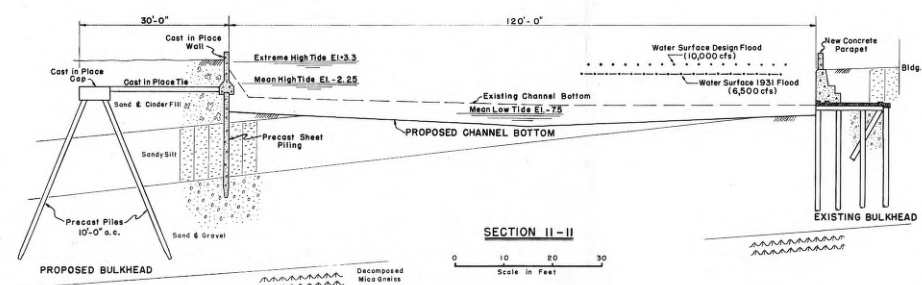 30'-0"
120'-0"
Cast in Place
Wall
Extreme High Tide El.+3.3
Water Surface Design Flood
(10,000 cfs)
New Concrete
Parapet
Bldg.
Cast in Place
Cap
Cast in Place Tie
Mean High Tide El.-2.25
Water Surface 1931 Flood
(6,500 cfs)
Existing Channel Bottom
Sand & Cinder Fill
Mean Low Tide El.-7.5
PROPOSED CHANNEL BOTTOM
Precast Sheet
Piling
Sandy Silt
Precast Piles
10'-0" o.c.
Sand & Gravel
EXISTING BULKHEAD
SECTION 11-11
0 10 20 30
Scale in Feet
PROPOSED BULKHEAD
Decomposed
Mica Gneiss